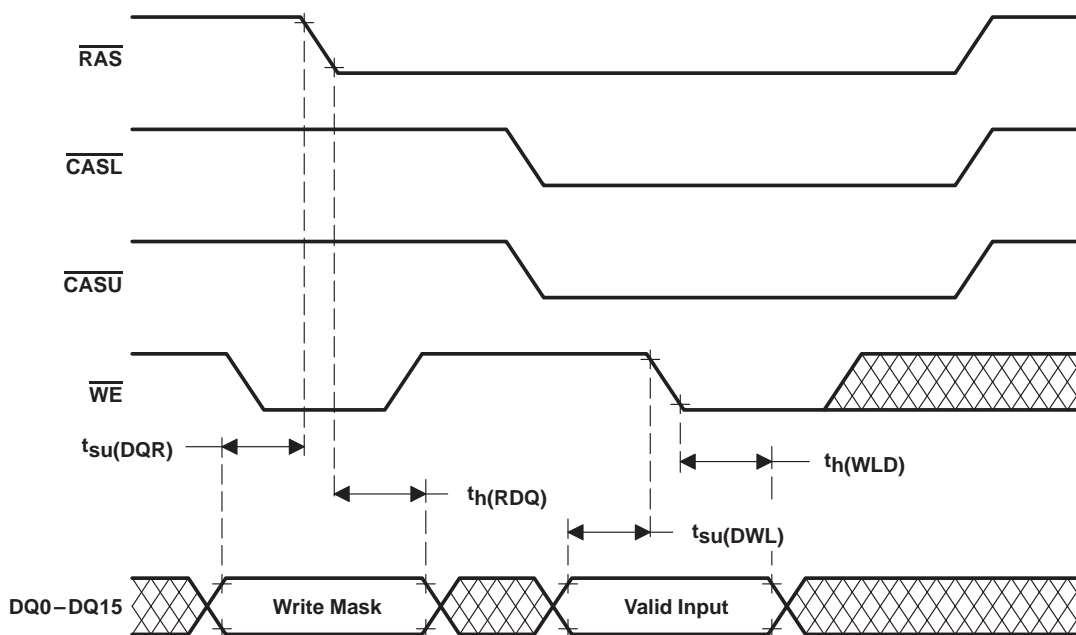 RAS
CASL
CASU
WE
tsu(DQR)
th(WLD)
th(RDQ)
tsu(DWL)
DQ0–DQ15
Write Mask
Valid Input